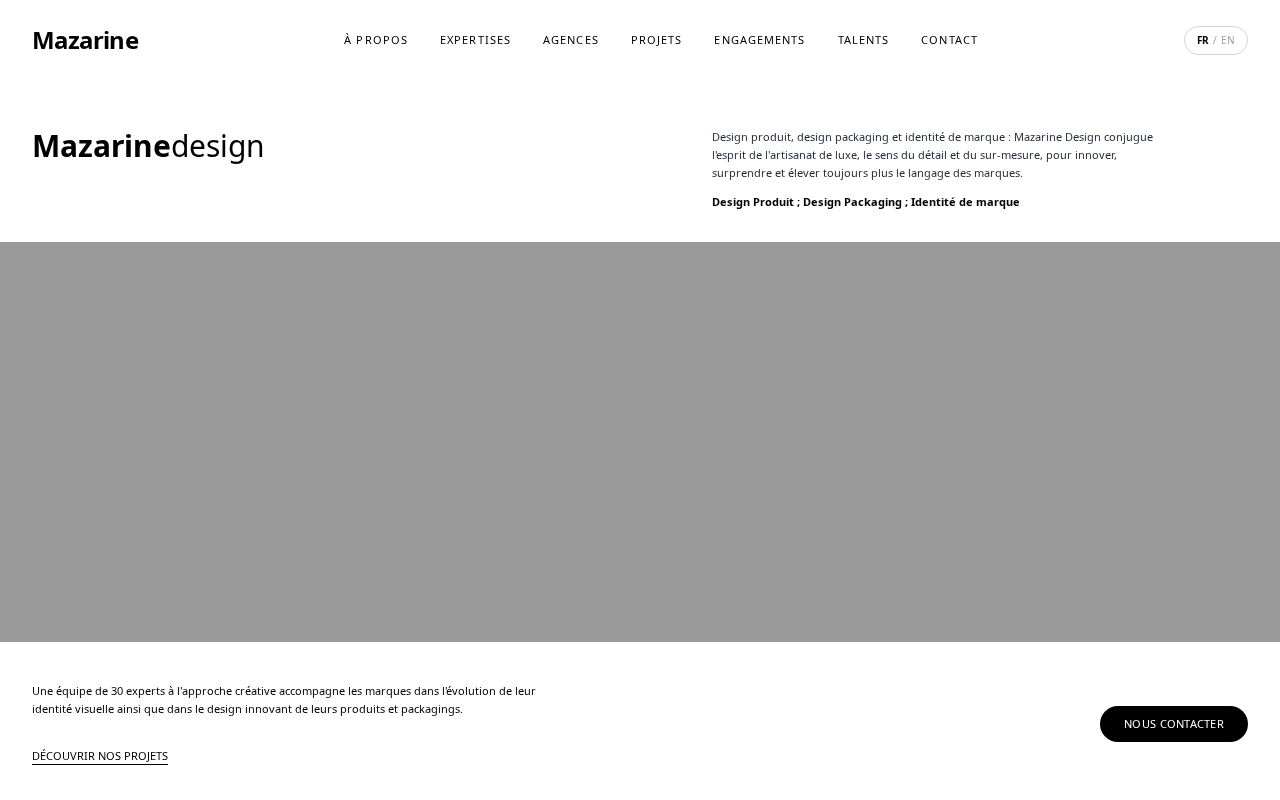 Mazarine
À PROPOS EXPERTISES AGENCES PROJETS ENGAGEMENTS TALENTS CONTACT
FR / EN
Mazarinedesign
Design produit, design packaging et identité de marque : Mazarine Design conjugue
l'esprit de l'artisanat de luxe, le sens du détail et du sur-mesure, pour innover,
surprendre et élever toujours plus le langage des marques.
Design Produit ; Design Packaging ; Identité de marque
Une équipe de 30 experts à l'approche créative accompagne les marques dans l'évolution de leur
identité visuelle ainsi que dans le design innovant de leurs produits et packagings.
DÉCOUVRIR NOS PROJETS
NOUS CONTACTER